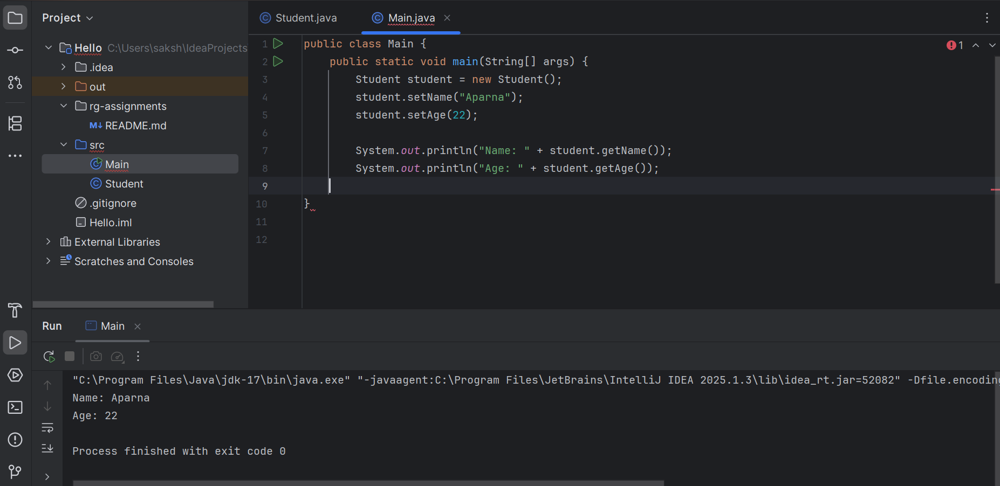 Project
Hello C:\Users\saksh\IdeaProjects
.idea
out
rg-assignments
M↓ README.md
src
Main
Student
.gitignore
Hello.iml
External Libraries
Scratches and Consoles
Student.java
Main.java
1
1 public class Main {
2 public static void main(String[] args) {
3 Student student = new Student();
4 student.setName("Aparna");
5 student.setAge(22);
6
7 System.out.println("Name: " + student.getName());
8 System.out.println("Age: " + student.getAge());
9
10 }
11
12
Run Main
"C:\Program Files\Java\jdk-17\bin\java.exe" "-javaagent:C:\Program Files\JetBrains\IntelliJ IDEA 2025.1.3\lib\idea_rt.jar=52082" -Dfile.encoding
Name: Aparna
Age: 22
Process finished with exit code 0